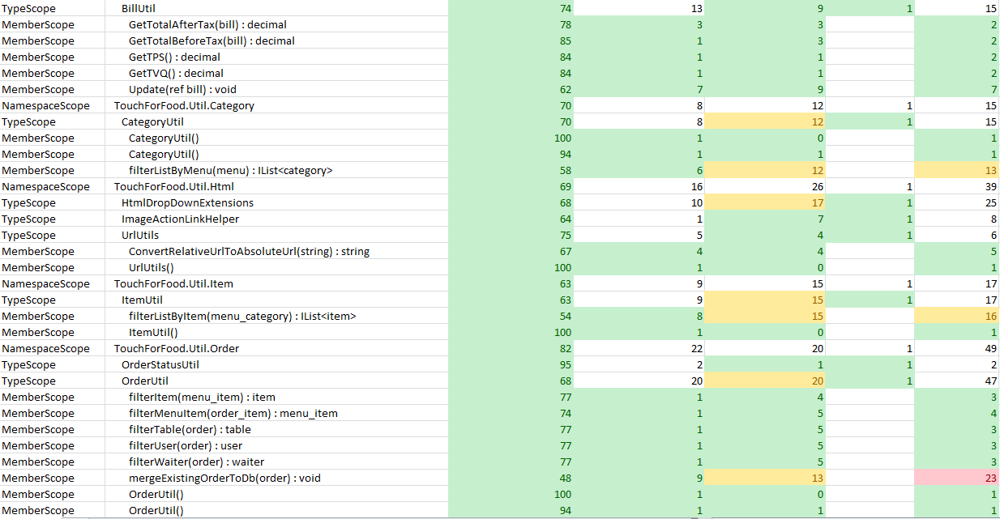 TypeScope BillUtil 74 13 9 1 15
MemberScope GetTotalAfterTax(bill) : decimal 78 3 3 2
MemberScope GetTotalBeforeTax(bill) : decimal 85 1 3 2
MemberScope GetTPS() : decimal 84 1 1 2
MemberScope GetTVQ() : decimal 84 1 1 2
MemberScope Update(ref bill) : void 62 7 9 7
NamespaceScope TouchForFood.Util.Category 70 8 12 1 15
TypeScope CategoryUtil 70 8 12 1 15
MemberScope CategoryUtil() 100 1 0 1
MemberScope CategoryUtil() 94 1 1 1
MemberScope filterListByMenu(menu) : IList<category> 58 6 12 13
NamespaceScope TouchForFood.Util.Html 69 16 26 1 39
TypeScope HtmlDropDownExtensions 68 10 17 1 25
TypeScope ImageActionLinkHelper 64 1 7 1 8
TypeScope UrlUtils 75 5 4 1 6
MemberScope ConvertRelativeUrlToAbsoluteUrl(string) : string 67 4 4 5
MemberScope UrlUtils() 100 1 0 1
NamespaceScope TouchForFood.Util.Item 63 9 15 1 17
TypeScope ItemUtil 63 9 15 1 17
MemberScope filterListByItem(menu_category) : IList<item> 54 8 15 16
MemberScope ItemUtil() 100 1 0 1
NamespaceScope TouchForFood.Util.Order 82 22 20 1 49
TypeScope OrderStatusUtil 95 2 1 1 2
TypeScope OrderUtil 68 20 20 1 47
MemberScope filterItem(menu_item) : item 77 1 4 3
MemberScope filterMenuItem(order_item) : menu_item 74 1 5 4
MemberScope filterTable(order) : table 77 1 5 3
MemberScope filterUser(order) : user 77 1 5 3
MemberScope filterWaiter(order) : waiter 77 1 5 3
MemberScope mergeExistingOrderToDb(order) : void 48 9 13 23
MemberScope OrderUtil() 100 1 0 1
MemberScope OrderUtil() 94 1 1 1